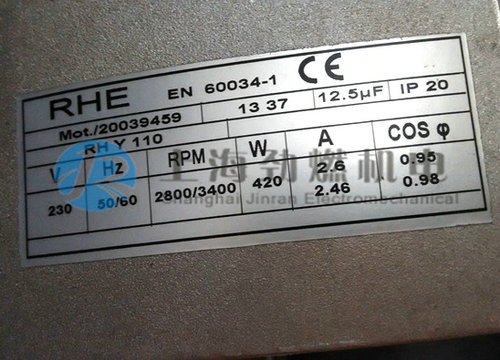 RHE EN 60034-1 CE
Mot./20039459 13 37 12.5µF IP 20
RH Y 110
V Hz RPM W A COS φ
230 50/60 2800/3400 420 2.6 0.95
2.46 0.98
上海劲燃机电
Shanghai Jinran Electromechanical